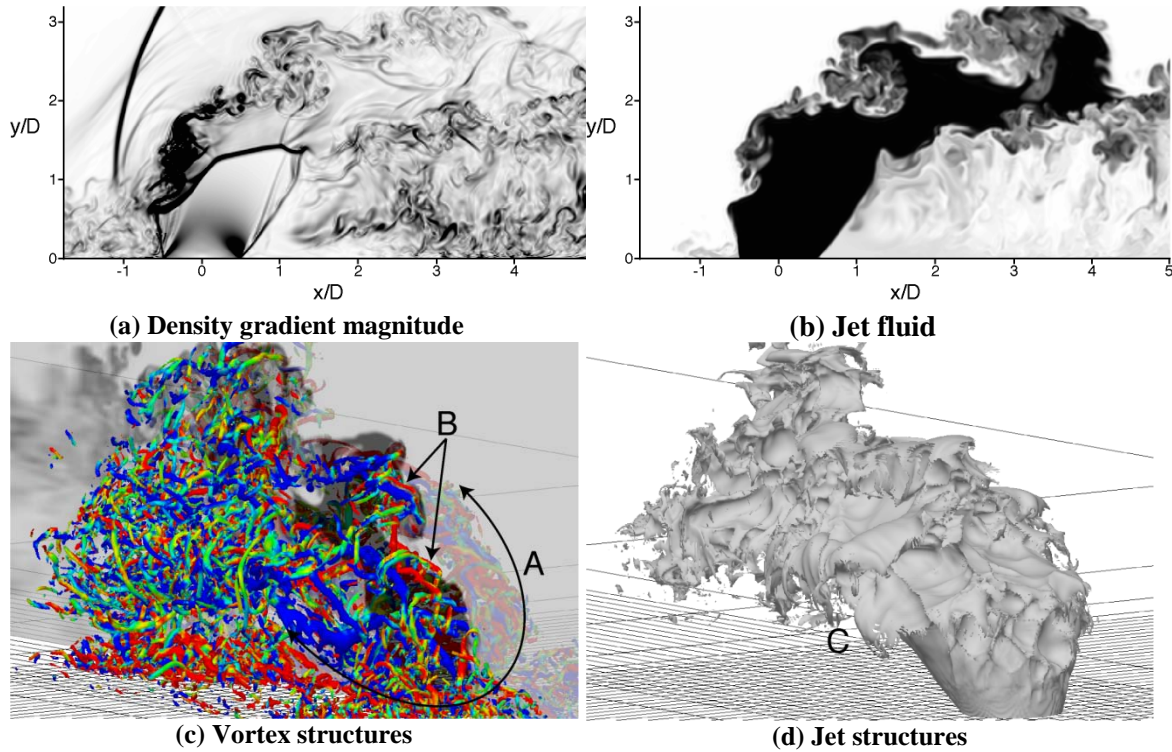 3
2
y/D
1
0
-1 0 1 2 3 4
x/D
(a) Density gradient magnitude
3
2
y/D
1
0
-1 0 1 2 3 4 5
x/D
(b) Jet fluid
B
A
(c) Vortex structures
C
(d) Jet structures